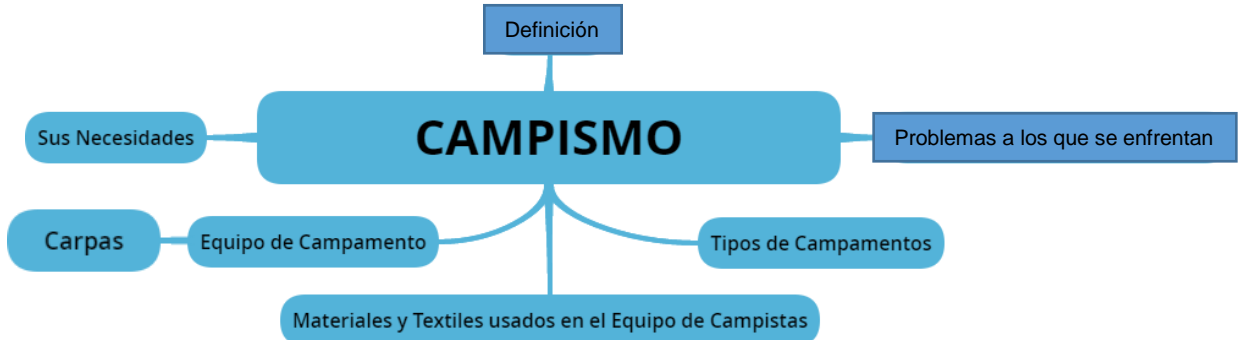 Definición
CAMPISMO
Sus Necesidades
Problemas a los que se enfrentan
Carpas
Equipo de Campamento
Tipos de Campamentos
Materiales y Textiles usados en el Equipo de Campistas